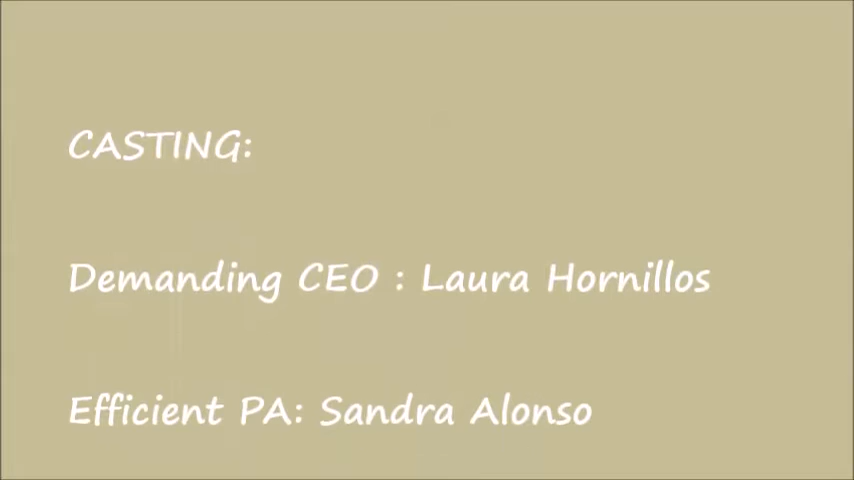 CASTING:
Demanding CEO : Laura Hornillos
Efficient PA: Sandra Alonso